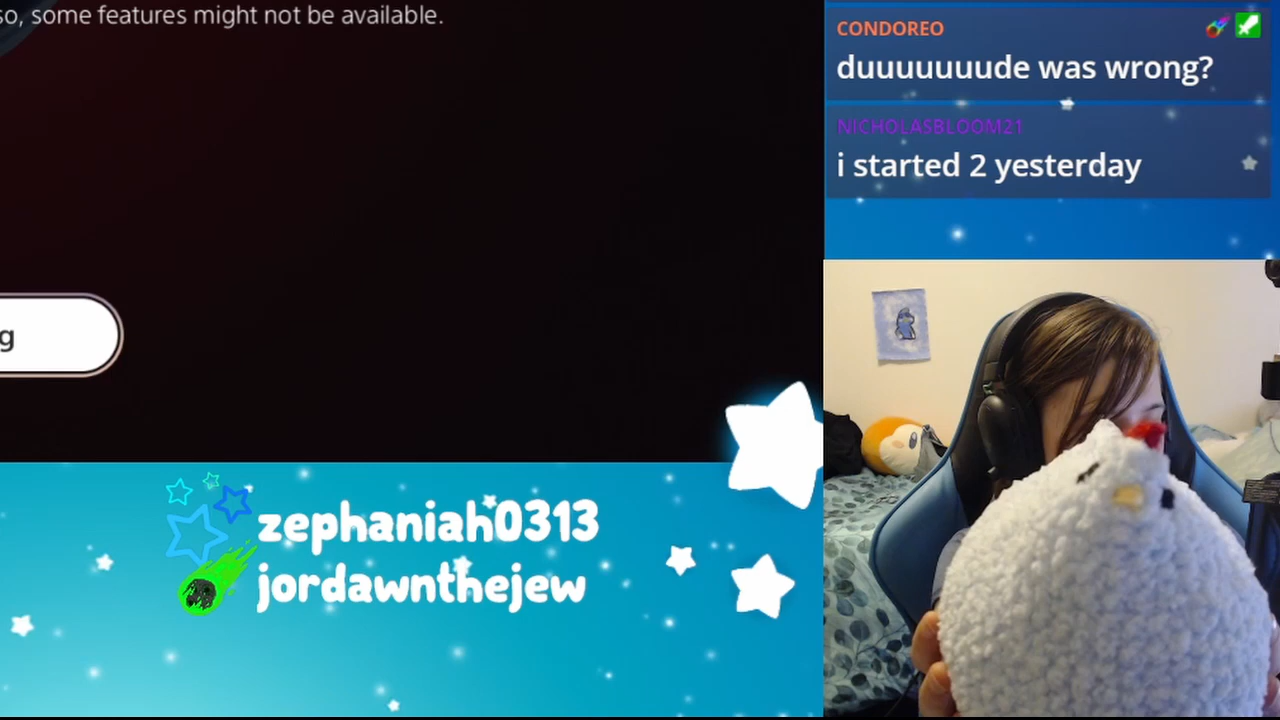 so, some features might not be available.
CONDOREO
duuuuuuude was wrong?
NICHOLASBLOOM21
i started 2 yesterday
g
zephaniah0313
jordawnthejew